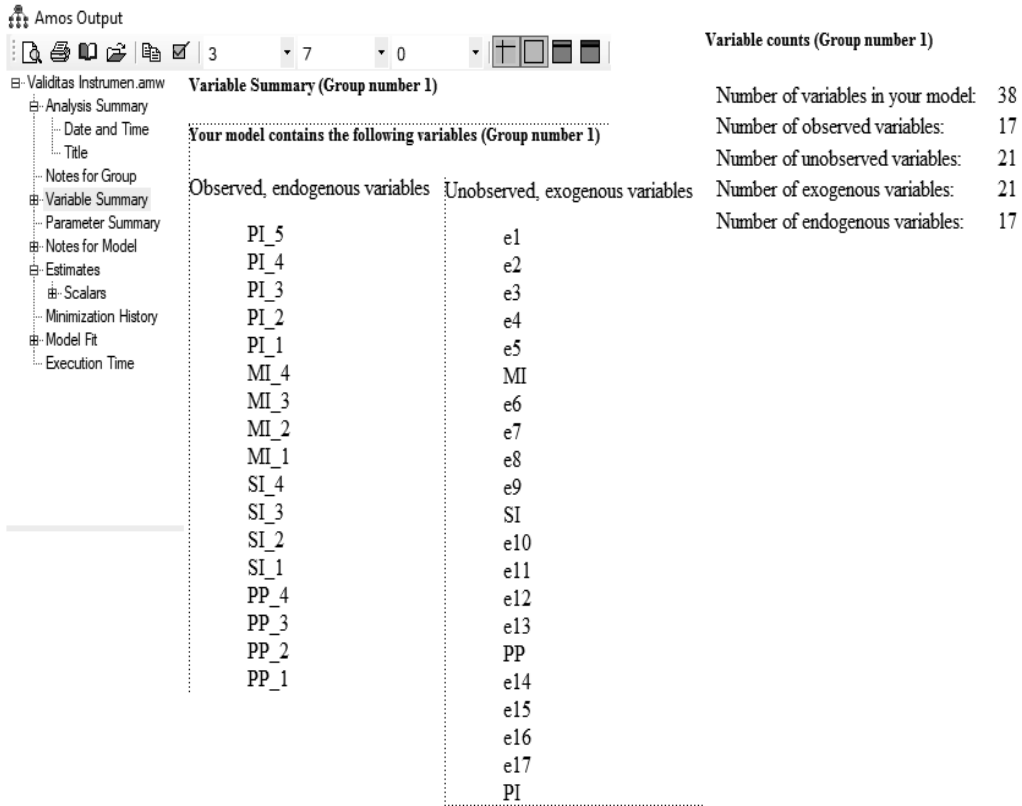 Amos Output
3 7 0
Validitas Instrumen.amw
Analysis Summary
Date and Time
Title
Notes for Group
Variable Summary
Parameter Summary
Notes for Model
Estimates
Scalars
Minimization History
Model Fit
Execution Time
Variable Summary (Group number 1)
Your model contains the following variables (Group number 1)
Observed, endogenous variables
PI_5
PI_4
PI_3
PI_2
PI_1
MI_4
MI_3
MI_2
MI_1
SI_4
SI_3
SI_2
SI_1
PP_4
PP_3
PP_2
PP_1
Unobserved, exogenous variables
e1
e2
e3
e4
e5
MI
e6
e7
e8
e9
SI
e10
e11
e12
e13
PP
e14
e15
e16
e17
PI
Variable counts (Group number 1)
Number of variables in your model: 38
Number of observed variables: 17
Number of unobserved variables: 21
Number of exogenous variables: 21
Number of endogenous variables: 17